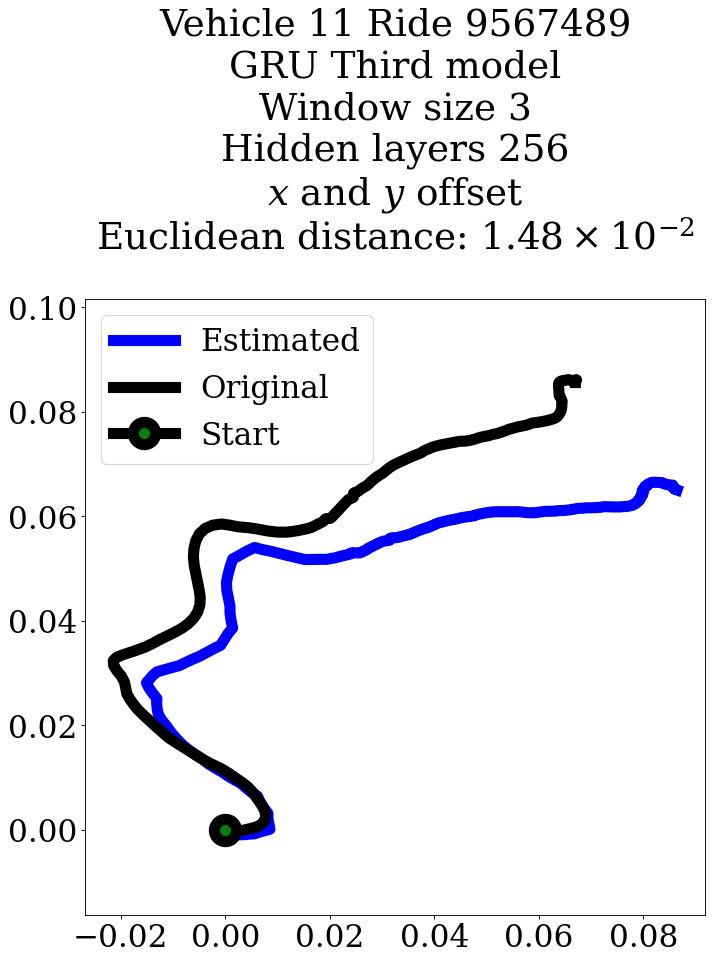 Vehicle 11 Ride 9567489
GRU Third model
Window size 3
Hidden layers 256
x and y offset
Euclidean distance: 1.48 × 10⁻²
Estimated
Original
Start
0.10
0.08
0.06
0.04
0.02
0.00
−0.02 0.00 0.02 0.04 0.06 0.08